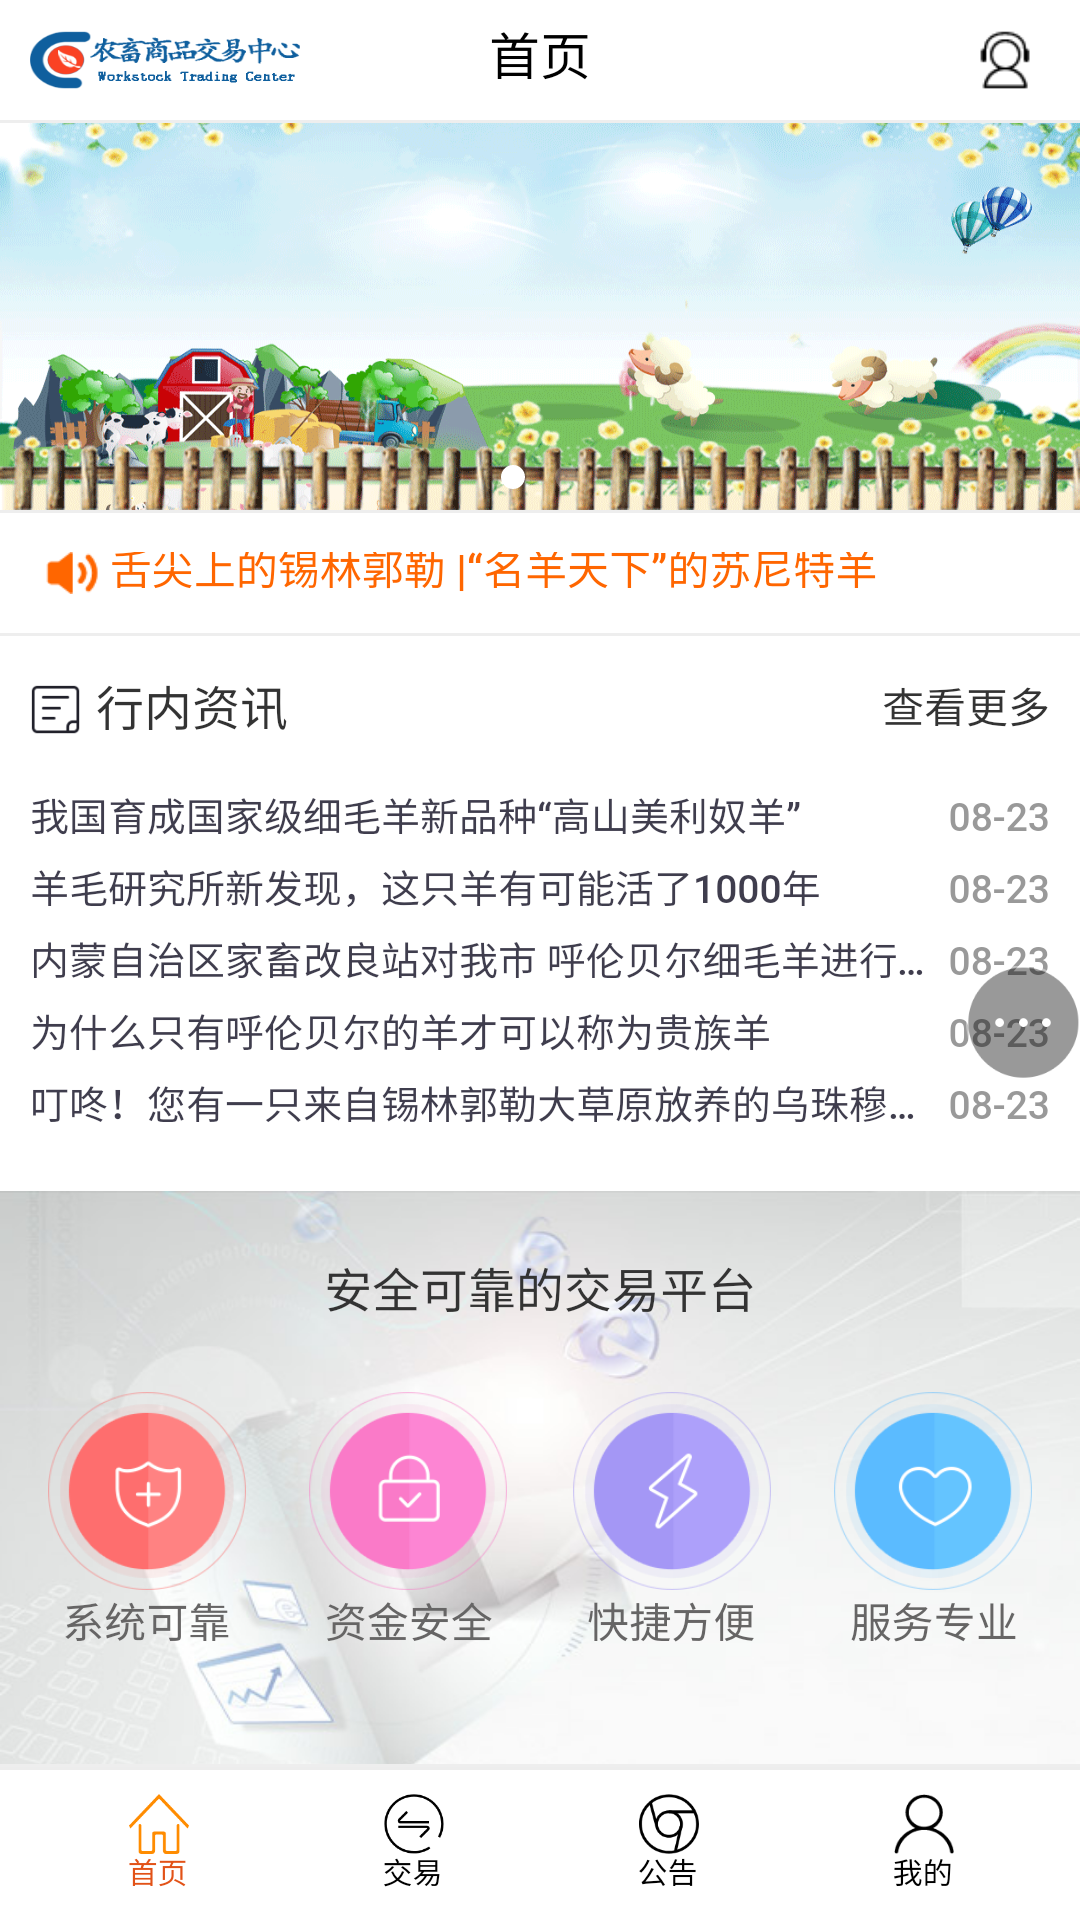 农畜商品交易中心
Workstock Trading Center
首页
舌尖上的锡林郭勒 |“名羊天下”的苏尼特羊
行内资讯
查看更多
我国育成国家级细毛羊新品种“高山美利奴羊” 08-23
羊毛研究所新发现，这只羊有可能活了1000年 08-23
内蒙自治区家畜改良站对我市 呼伦贝尔细毛羊进行... 08-23
为什么只有呼伦贝尔的羊才可以称为贵族羊 08-23
叮咚！您有一只来自锡林郭勒大草原放养的乌珠穆... 08-23
安全可靠的交易平台
系统可靠 资金安全 快捷方便 服务专业
首页 交易 公告 我的